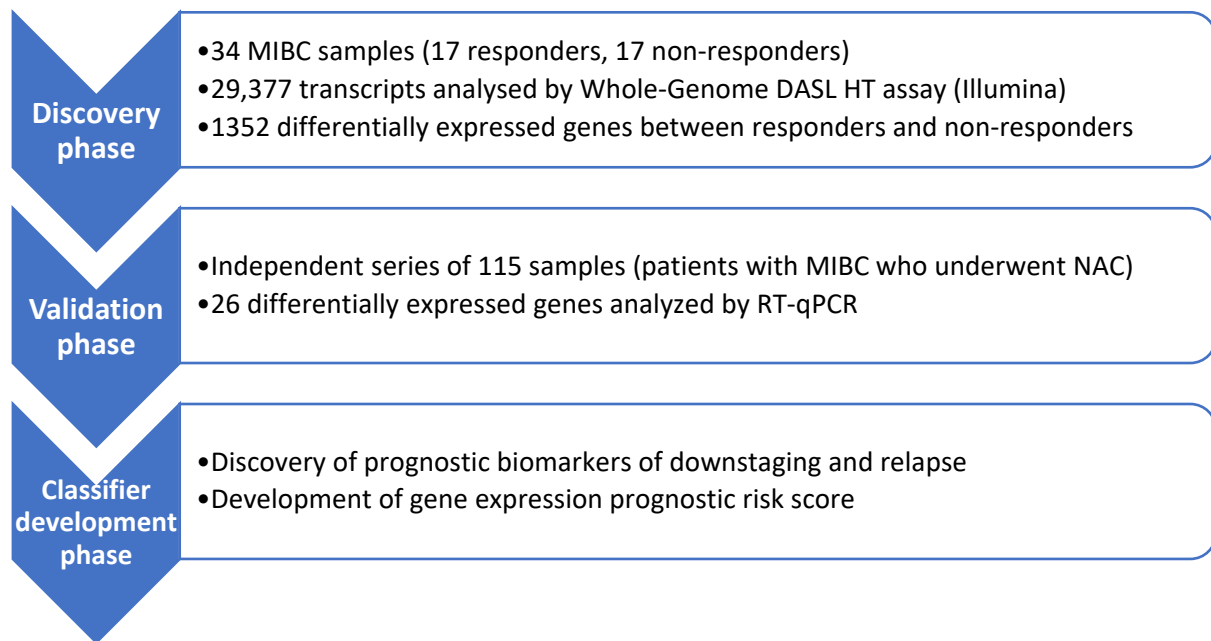 Discovery
phase
•34 MIBC samples (17 responders, 17 non-responders)
•29,377 transcripts analysed by Whole-Genome DASL HT assay (Illumina)
•1352 differentially expressed genes between responders and non-responders
Validation
phase
•Independent series of 115 samples (patients with MIBC who underwent NAC)
•26 differentially expressed genes analyzed by RT-qPCR
Classifier
development
phase
•Discovery of prognostic biomarkers of downstaging and relapse
•Development of gene expression prognostic risk score